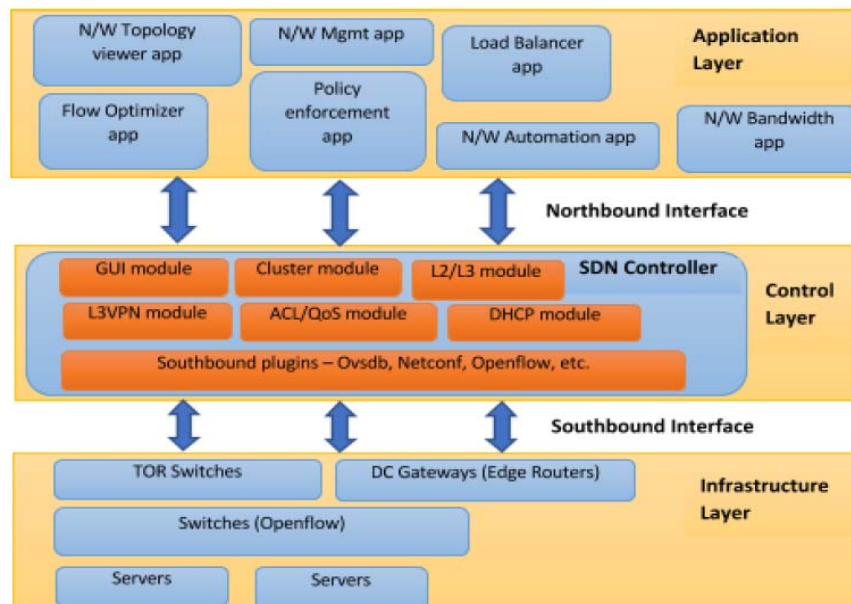 N/W Topology
viewer app
N/W Mgmt app
Load Balancer
app
Application
Layer
Flow Optimizer
app
Policy
enforcement
app
N/W Automation app
N/W Bandwidth
app
Northbound Interface
GUI module
Cluster module
L2/L3 module
SDN Controller
L3VPN module
ACL/QoS module
DHCP module
Control
Layer
Southbound plugins – Ovsdb, Netconf, Openflow, etc.
Southbound Interface
TOR Switches
DC Gateways (Edge Routers)
Infrastructure
Layer
Switches (Openflow)
Servers
Servers